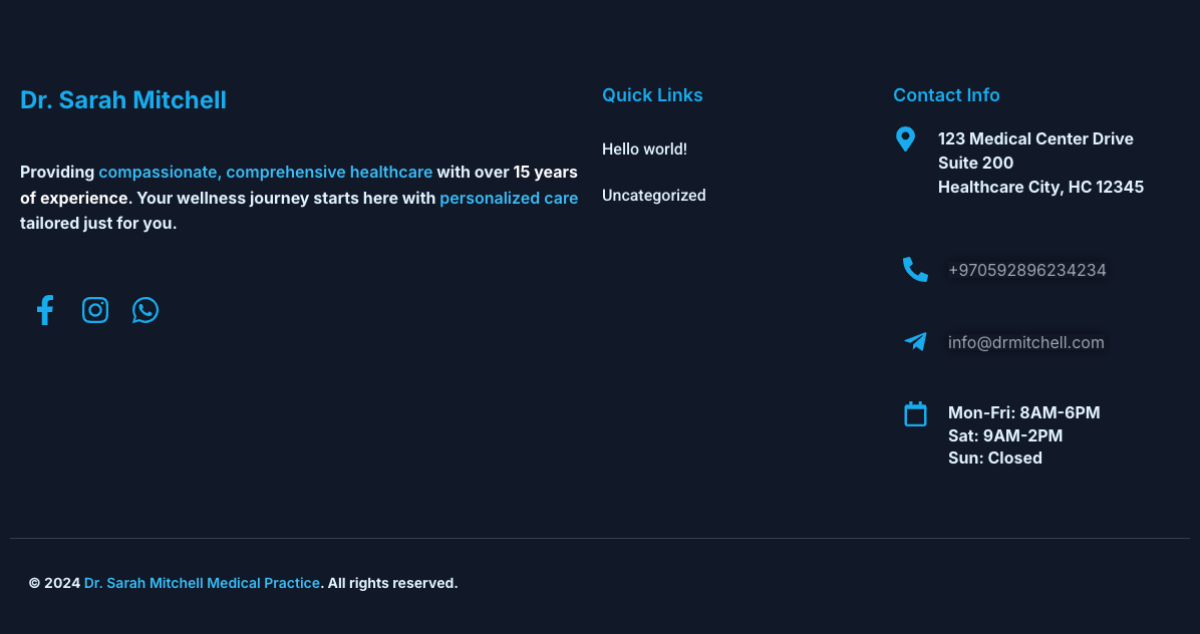 Dr. Sarah Mitchell
Providing compassionate, comprehensive healthcare with over 15 years
of experience. Your wellness journey starts here with personalized care
tailored just for you.
Quick Links
Hello world!
Uncategorized
Contact Info
123 Medical Center Drive
Suite 200
Healthcare City, HC 12345
+970592896234234
info@drmitchell.com
Mon-Fri: 8AM-6PM
Sat: 9AM-2PM
Sun: Closed
© 2024 Dr. Sarah Mitchell Medical Practice. All rights reserved.